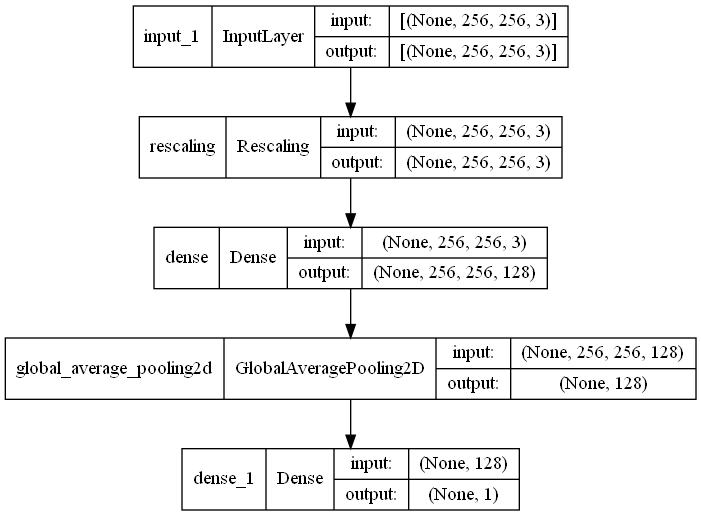 input_1 InputLayer input: [(None, 256, 256, 3)]
output: [(None, 256, 256, 3)]
rescaling Rescaling input: (None, 256, 256, 3)
output: (None, 256, 256, 3)
dense Dense input: (None, 256, 256, 3)
output: (None, 256, 256, 128)
global_average_pooling2d GlobalAveragePooling2D input: (None, 256, 256, 128)
output: (None, 128)
dense_1 Dense input: (None, 128)
output: (None, 1)